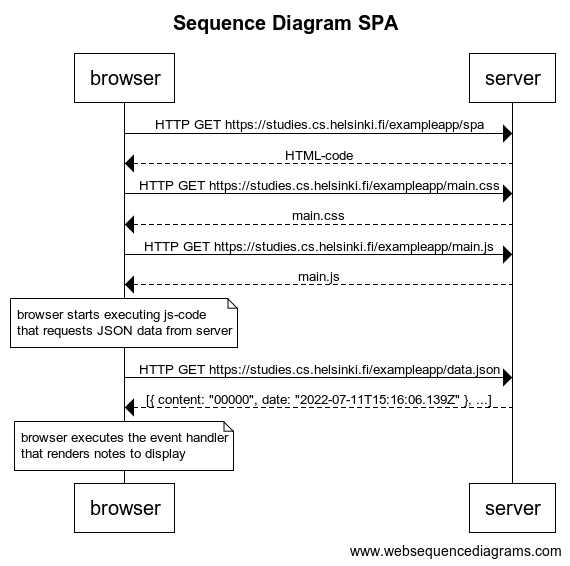 Sequence Diagram SPA
browser
server
HTTP GET https://studies.cs.helsinki.fi/exampleapp/spa
HTML-code
HTTP GET https://studies.cs.helsinki.fi/exampleapp/main.css
main.css
HTTP GET https://studies.cs.helsinki.fi/exampleapp/main.js
main.js
browser starts executing js-code
that requests JSON data from server
HTTP GET https://studies.cs.helsinki.fi/exampleapp/data.json
[{ content: "00000", date: "2022-07-11T15:16:06.139Z" }, ...]
browser executes the event handler
that renders notes to display
browser
server
www.websequencediagrams.com